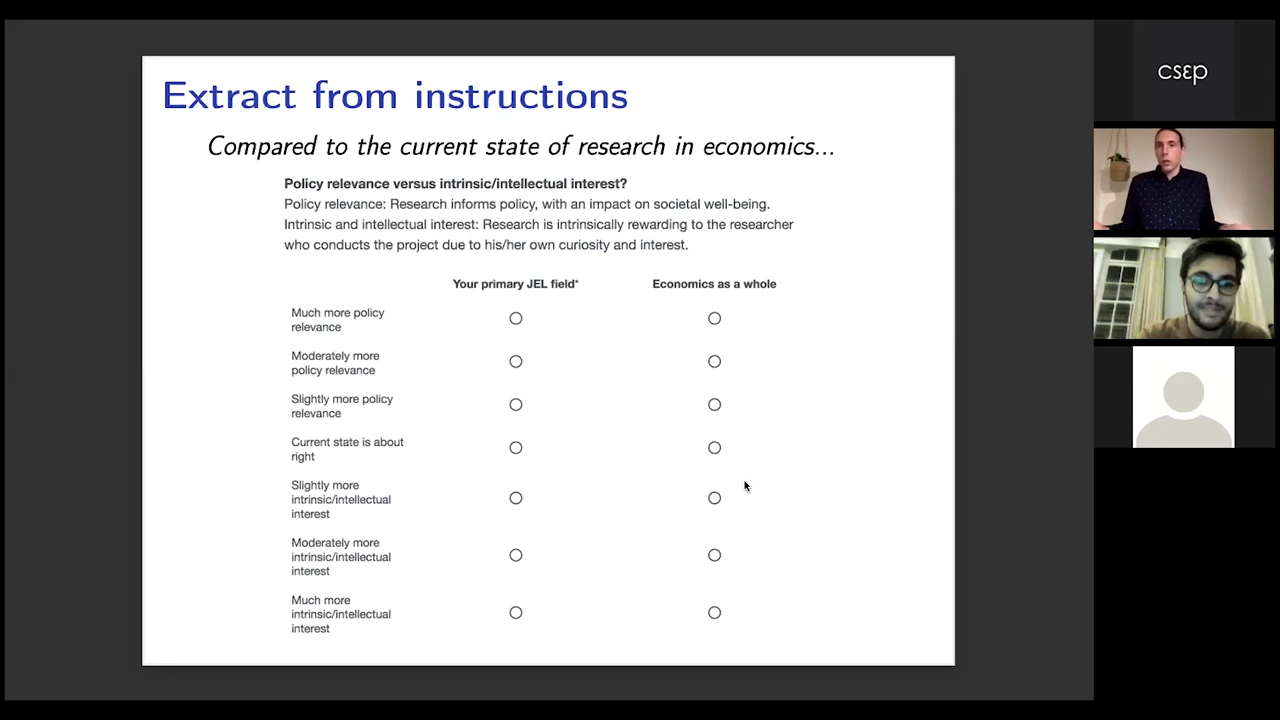 Extract from instructions
Compared to the current state of research in economics...
Policy relevance versus intrinsic/intellectual interest?
Policy relevance: Research informs policy, with an impact on societal well-being.
Intrinsic and intellectual interest: Research is intrinsically rewarding to the researcher
who conducts the project due to his/her own curiosity and interest.
Your primary JEL field*
Economics as a whole
Much more policy
relevance
Moderately more
policy relevance
Slightly more policy
relevance
Current state is about
right
Slightly more
intrinsic/intellectual
interest
Moderately more
intrinsic/intellectual
interest
Much more
intrinsic/intellectual
interest
csɛp